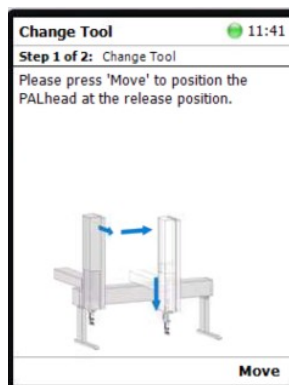 Change Tool 11:41
Step 1 of 2: Change Tool
Please press 'Move' to position the
PALhead at the release position.
Move